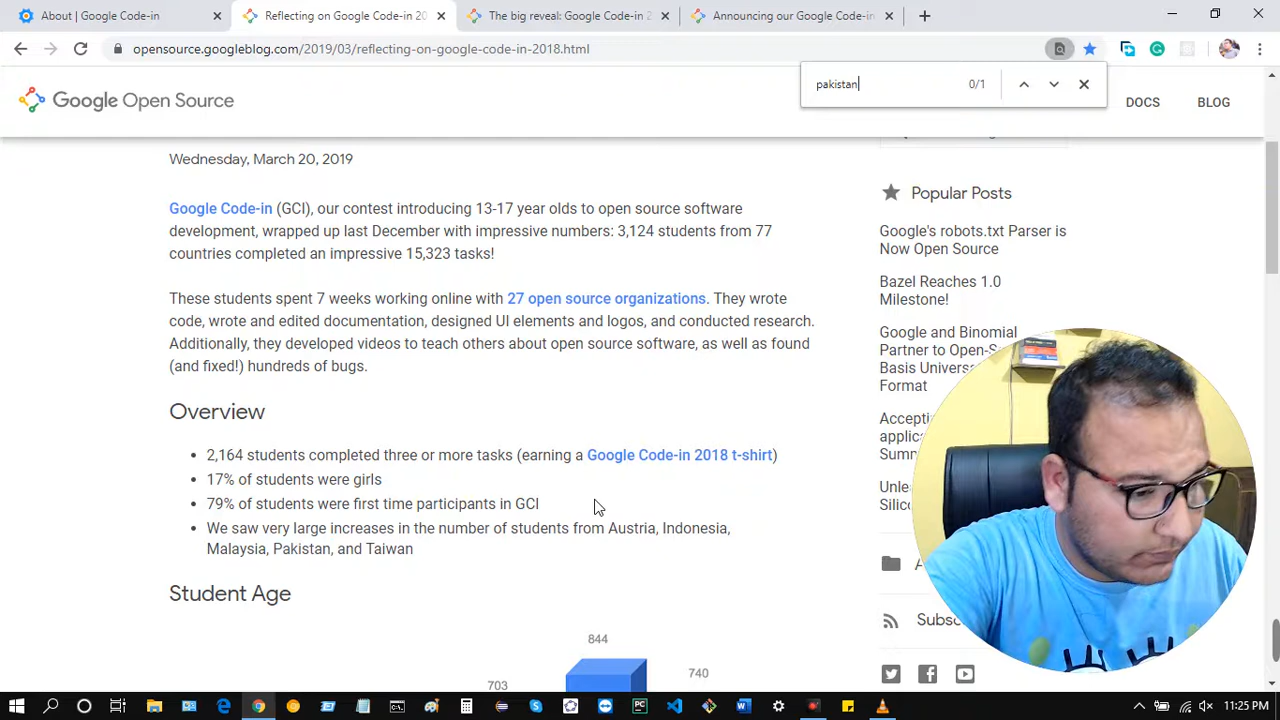 About | Google Code-in
Reflecting on Google Code-in 201
The big reveal: Google Code-in 2
Announcing our Google Code-in
opensource.googleblog.com/2019/03/reflecting-on-google-code-in-2018.html
pakistan
0/1
Google Open Source
DOCS
BLOG
Wednesday, March 20, 2019
Google Code-in (GCI), our contest introducing 13-17 year olds to open source software
development, wrapped up last December with impressive numbers: 3,124 students from 77
countries completed an impressive 15,323 tasks!
These students spent 7 weeks working online with 27 open source organizations. They wrote
code, wrote and edited documentation, designed UI elements and logos, and conducted research.
Additionally, they developed videos to teach others about open source software, as well as found
(and fixed!) hundreds of bugs.
Overview
• 2,164 students completed three or more tasks (earning a Google Code-in 2018 t-shirt)
• 17% of students were girls
• 79% of students were first time participants in GCI
• We saw very large increases in the number of students from Austria, Indonesia,
Malaysia, Pakistan, and Taiwan
Student Age
844
703
740
Popular Posts
Google's robots.txt Parser is
Now Open Source
Bazel Reaches 1.0
Milestone!
Google and Binomial
Partner to Open-S
Basis Univers
Format
Accepti
applic
Summ
Unle
Silic
A
Subsc
11:25 PM